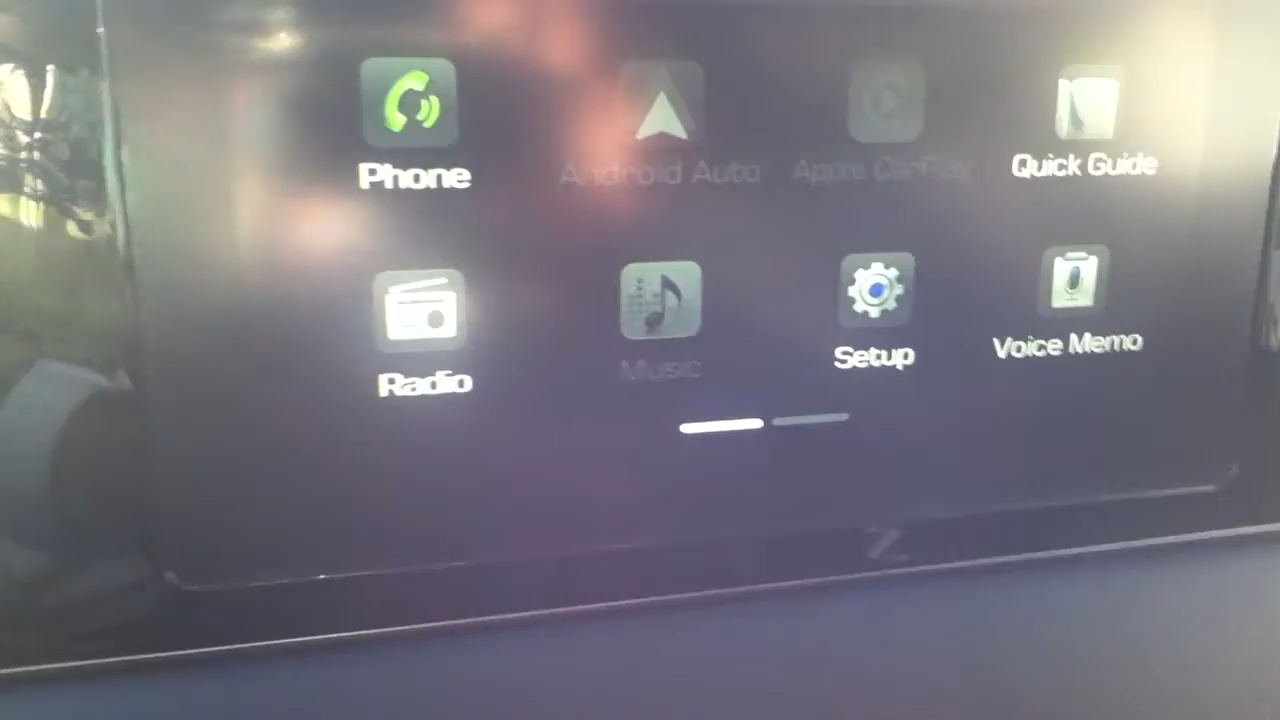 Phone
Android Auto
Apple CarPlay
Quick Guide
Radio
Music
Setup
Voice Memo